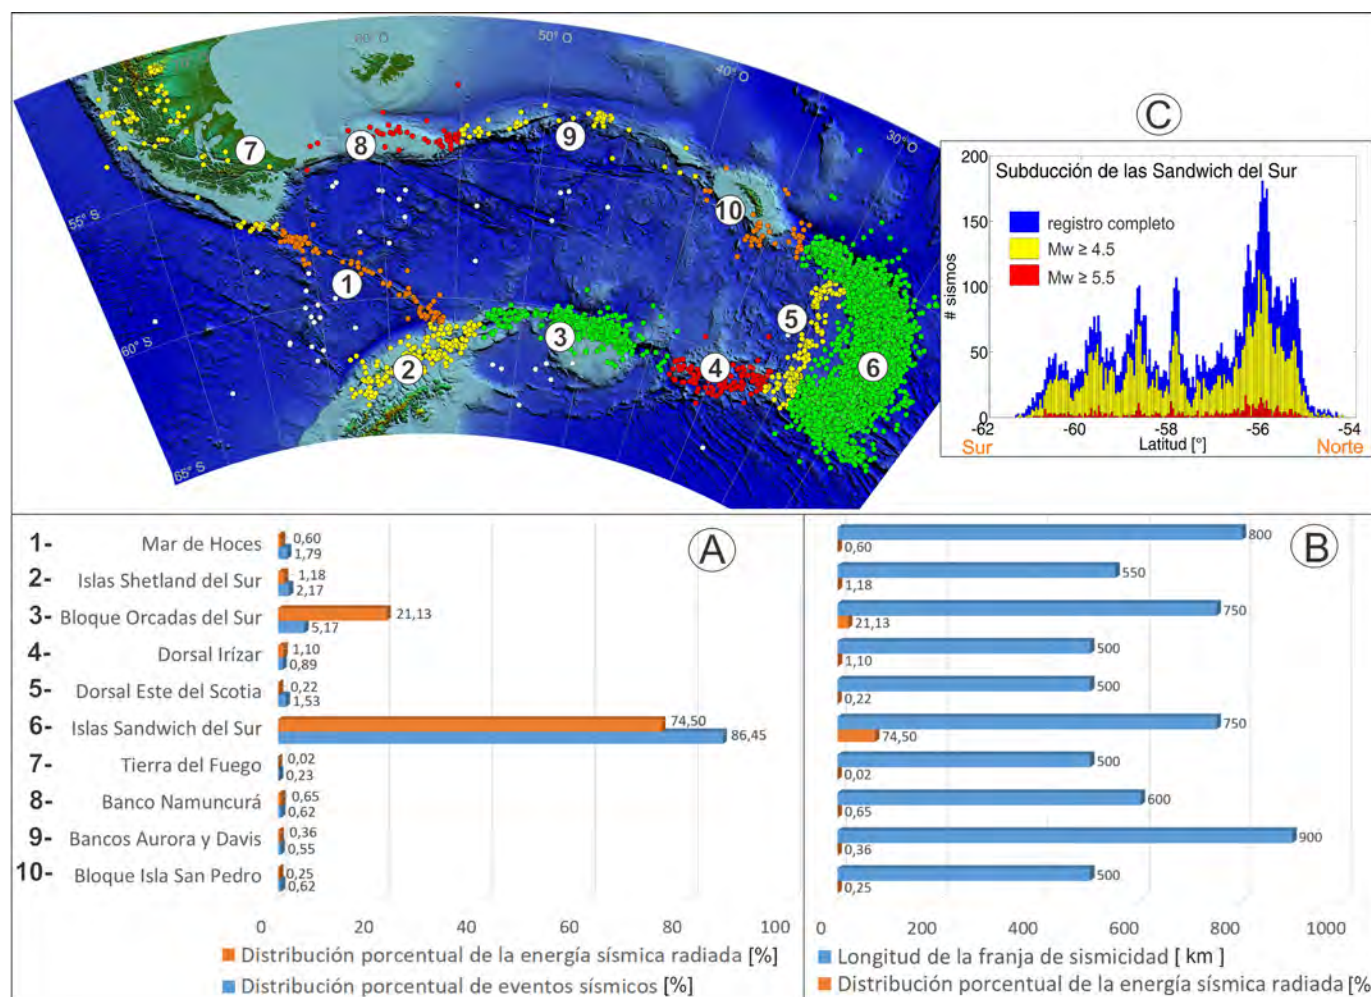 60° O
50° O
40° O
30° O
55° S
60° S
65° S
1
2
3
4
5
6
7
8
9
10
C
Subducción de las Sandwich del Sur
registro completo
Mw ≥ 4.5
Mw ≥ 5.5
# sismos
200
150
100
50
0
-62
-60
-58
-56
-54
Latitud [°]
Sur
Norte
A
1- Mar de Hoces 0,60 1,79
2- Islas Shetland del Sur 1,18 2,17
3- Bloque Orcadas del Sur 21,13 5,17
4- Dorsal Irízar 1,10 0,89
5- Dorsal Este del Scotia 0,22 1,53
6- Islas Sandwich del Sur 74,50 86,45
7- Tierra del Fuego 0,02 0,23
8- Banco Namuncurá 0,65 0,62
9- Bancos Aurora y Davis 0,36 0,55
10- Bloque Isla San Pedro 0,25 0,62
0 20 40 60 80 100
Distribución porcentual de la energía sísmica radiada [%]
Distribución porcentual de eventos sísmicos [%]
B
800
0,60
550
1,18
750
21,13
500
1,10
500
0,22
750
74,50
500
0,02
600
0,65
900
0,36
500
0,25
0 200 400 600 800 1000
Longitud de la franja de sismicidad [ km ]
Distribución porcentual de la energía sísmica radiada [%